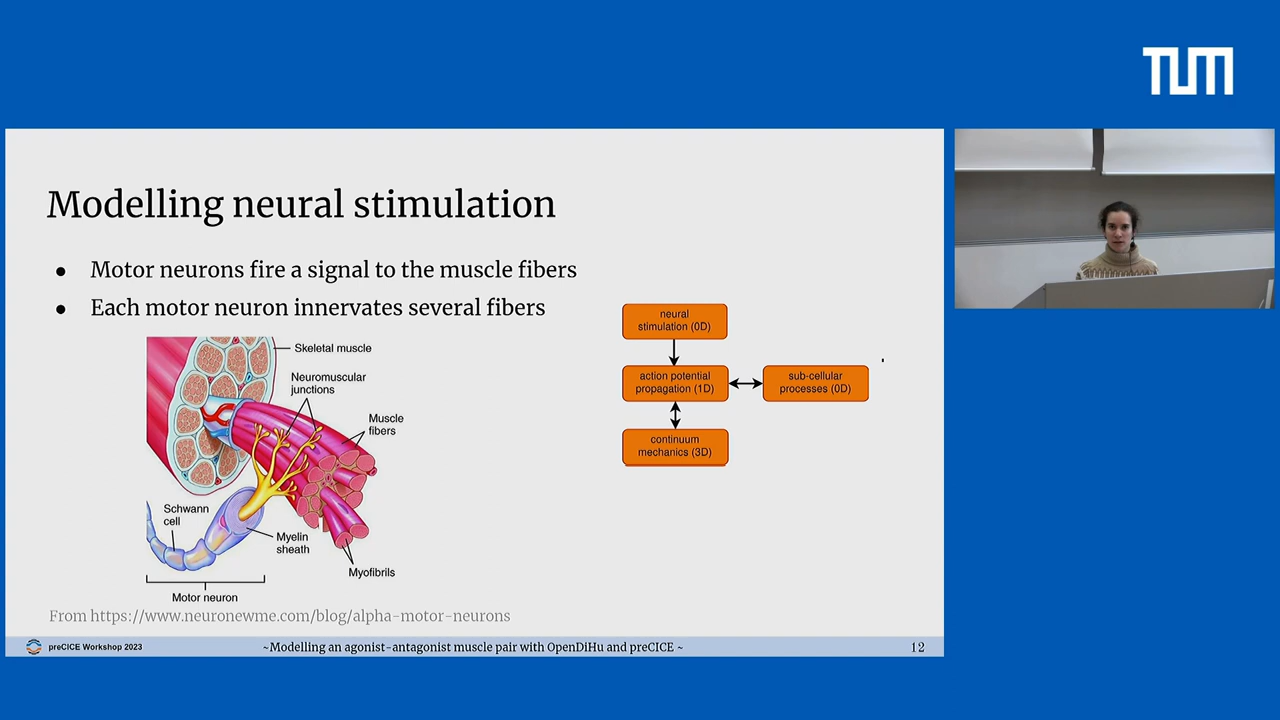 TUM
Modelling neural stimulation
● Motor neurons fire a signal to the muscle fibers
● Each motor neuron innervates several fibers
neural
stimulation (0D)
action potential
propagation (1D)
sub-cellular
processes (0D)
continuum
mechanics (3D)
Skeletal muscle
Neuromuscular
junctions
Muscle
fibers
Schwann
cell
Myelin
sheath
Myofibrils
Motor neuron
From https://www.neuronewme.com/blog/alpha-motor-neurons
preCICE Workshop 2023
~Modelling an agonist-antagonist muscle pair with OpenDiHu and preCICE ~
12